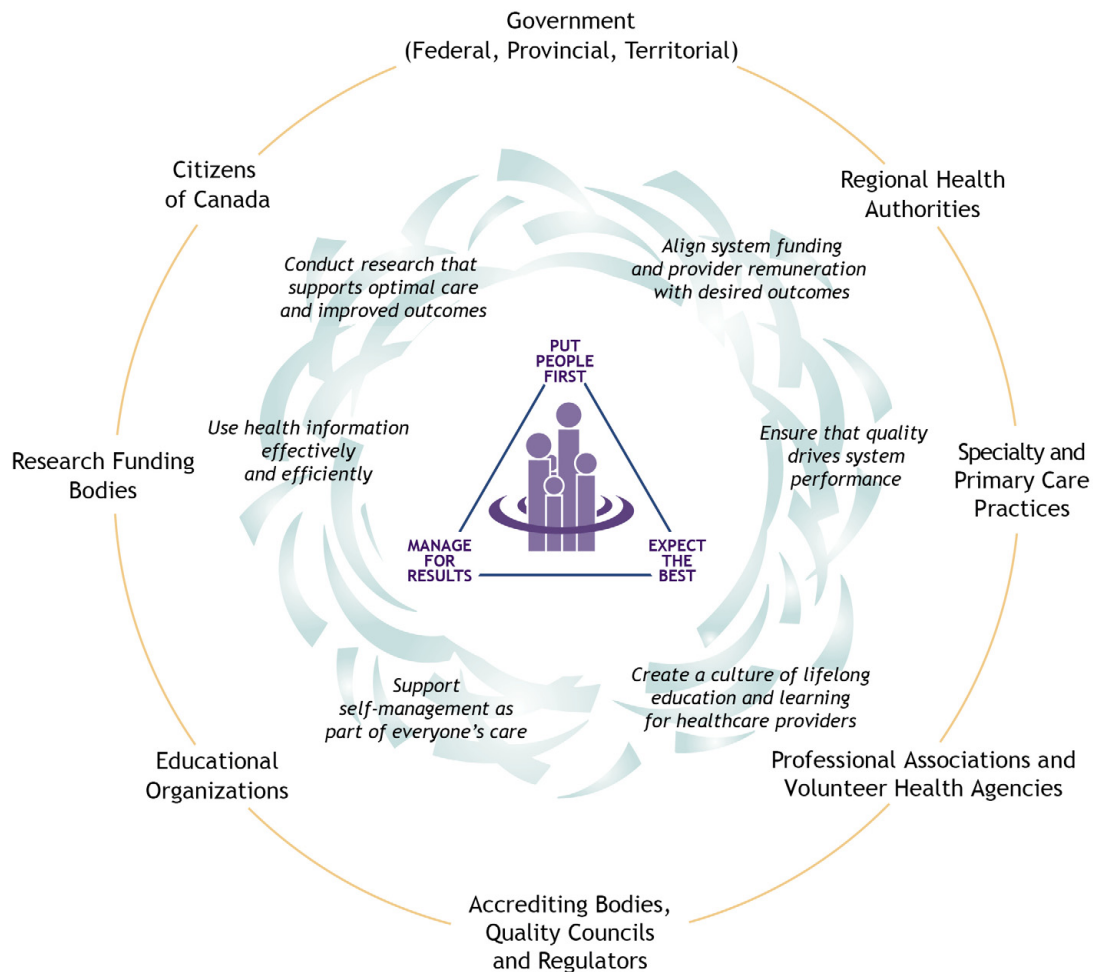 Government
(Federal, Provincial, Territorial)
Citizens
of Canada
Regional Health
Authorities
Conduct research that
supports optimal care
and improved outcomes
Align system funding
and provider remuneration
with desired outcomes
PUT
PEOPLE
FIRST
Use health information
effectively
and efficiently
Ensure that quality
drives system
performance
Research Funding
Bodies
Specialty and
Primary Care
Practices
MANAGE
FOR
RESULTS
EXPECT
THE
BEST
Support
self-management as
part of everyone’s care
Create a culture of lifelong
education and learning
for healthcare providers
Educational
Organizations
Professional Associations and
Volunteer Health Agencies
Accrediting Bodies,
Quality Councils
and Regulators